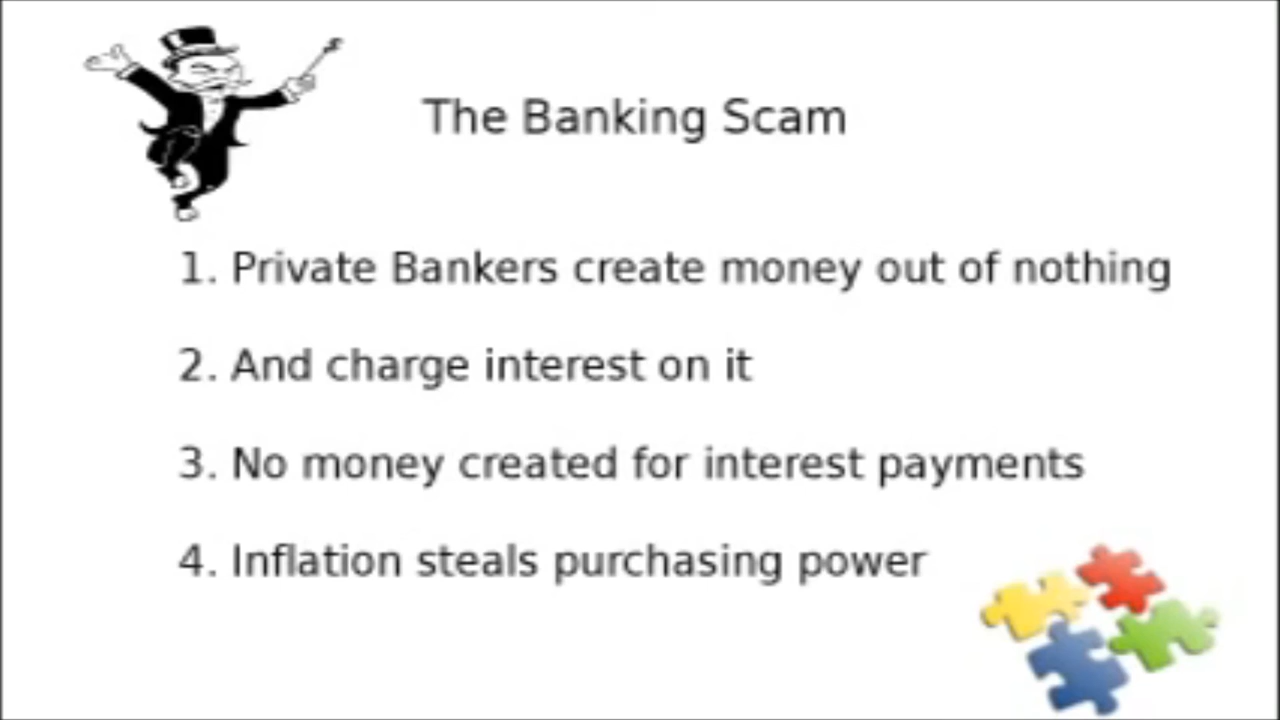 The Banking Scam
1. Private Bankers create money out of nothing
2. And charge interest on it
3. No money created for interest payments
4. Inflation steals purchasing power